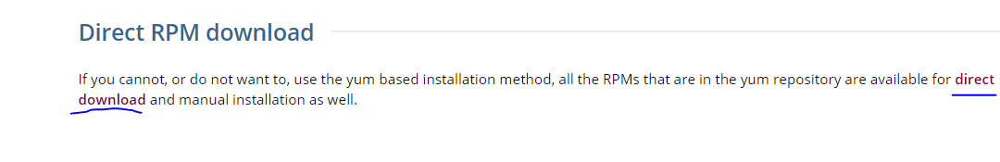 Direct RPM download
If you cannot, or do not want to, use the yum based installation method, all the RPMs that are in the yum repository are available for direct
download and manual installation as well.